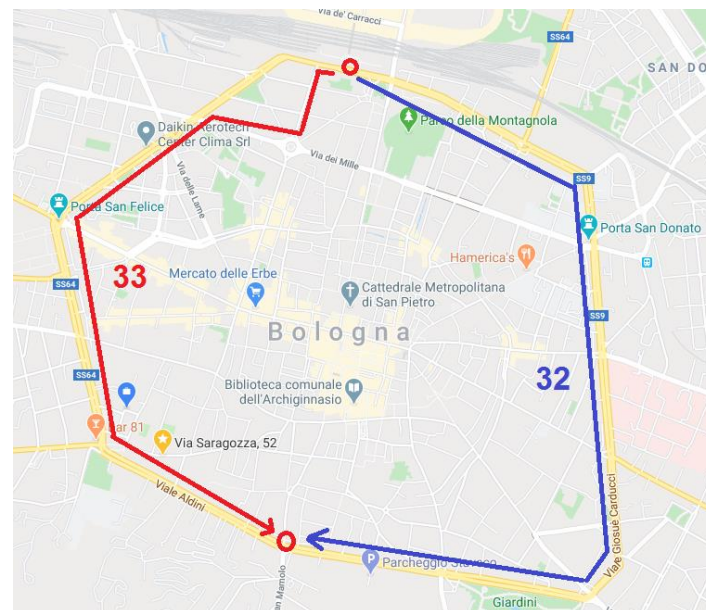 Via de' Carracci
SS64
SAN DO
Parco della Montagnola
Daikin Aerotech
Center Clima Srl
Via dei Mille
Via delle Lame
SS9
Porta San Felice
Porta San Donato
Hamerica's
33
Mercato delle Erbe
Cattedrale Metropolitana
di San Pietro
SS64
SS9
Bologna
32
SS64
Biblioteca comunale
dell'Archiginnasio
Bar 81
Via Saragozza, 52
Viale Aldini
Viale Giosuè Carducci
Parcheggio Staveco
an Mamolo
Giardini